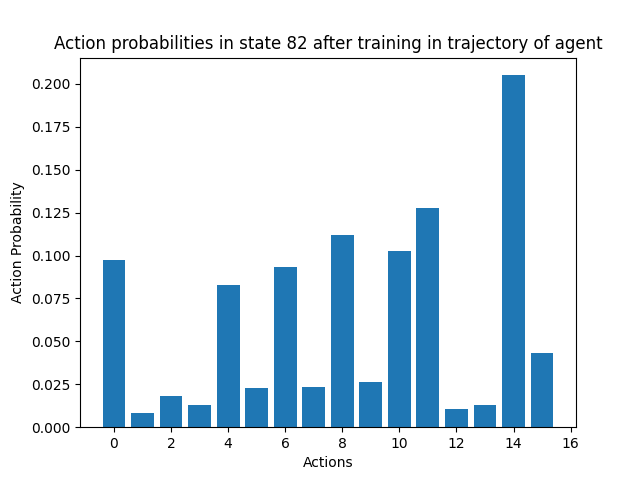 Action probabilities in state 82 after training in trajectory of agent
0.200
0.175
0.150
0.125
0.100
0.075
0.050
0.025
0.000
Action Probability
0 2 4 6 8 10 12 14 16
Actions